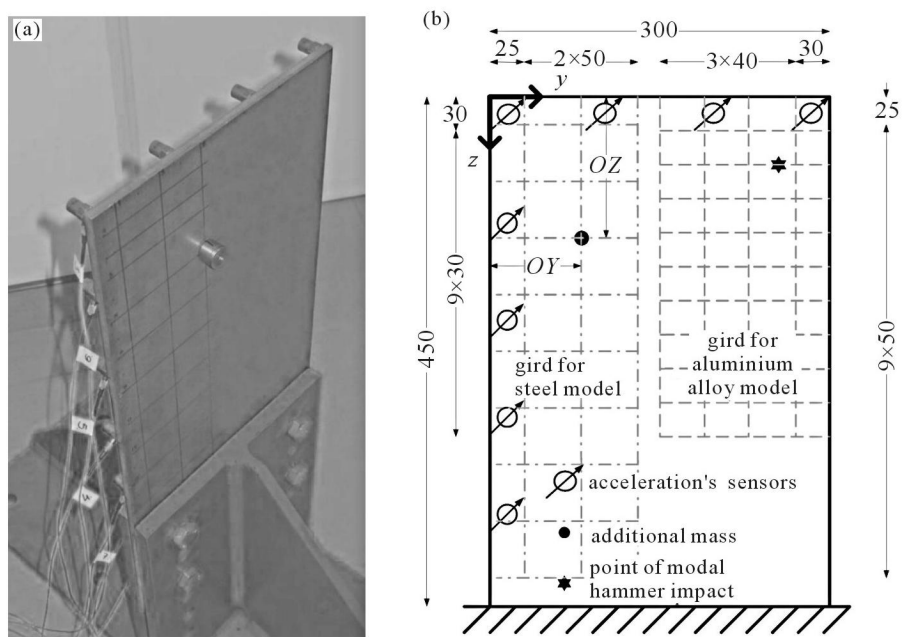 (a)
(b)
300
25
2×50
3×40
30
y
30
25
z
OZ
OY
9×30
450
9×50
gird for
steel model
gird for
aluminium
alloy model
acceleration's sensors
additional mass
point of modal
hammer impact